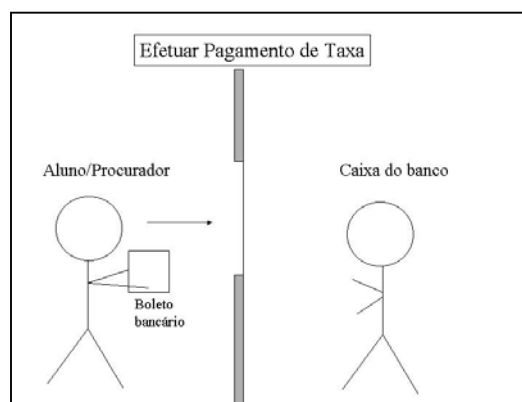 Efetuar Pagamento de Taxa
Aluno/Procurador
Caixa do banco
Boleto
bancário